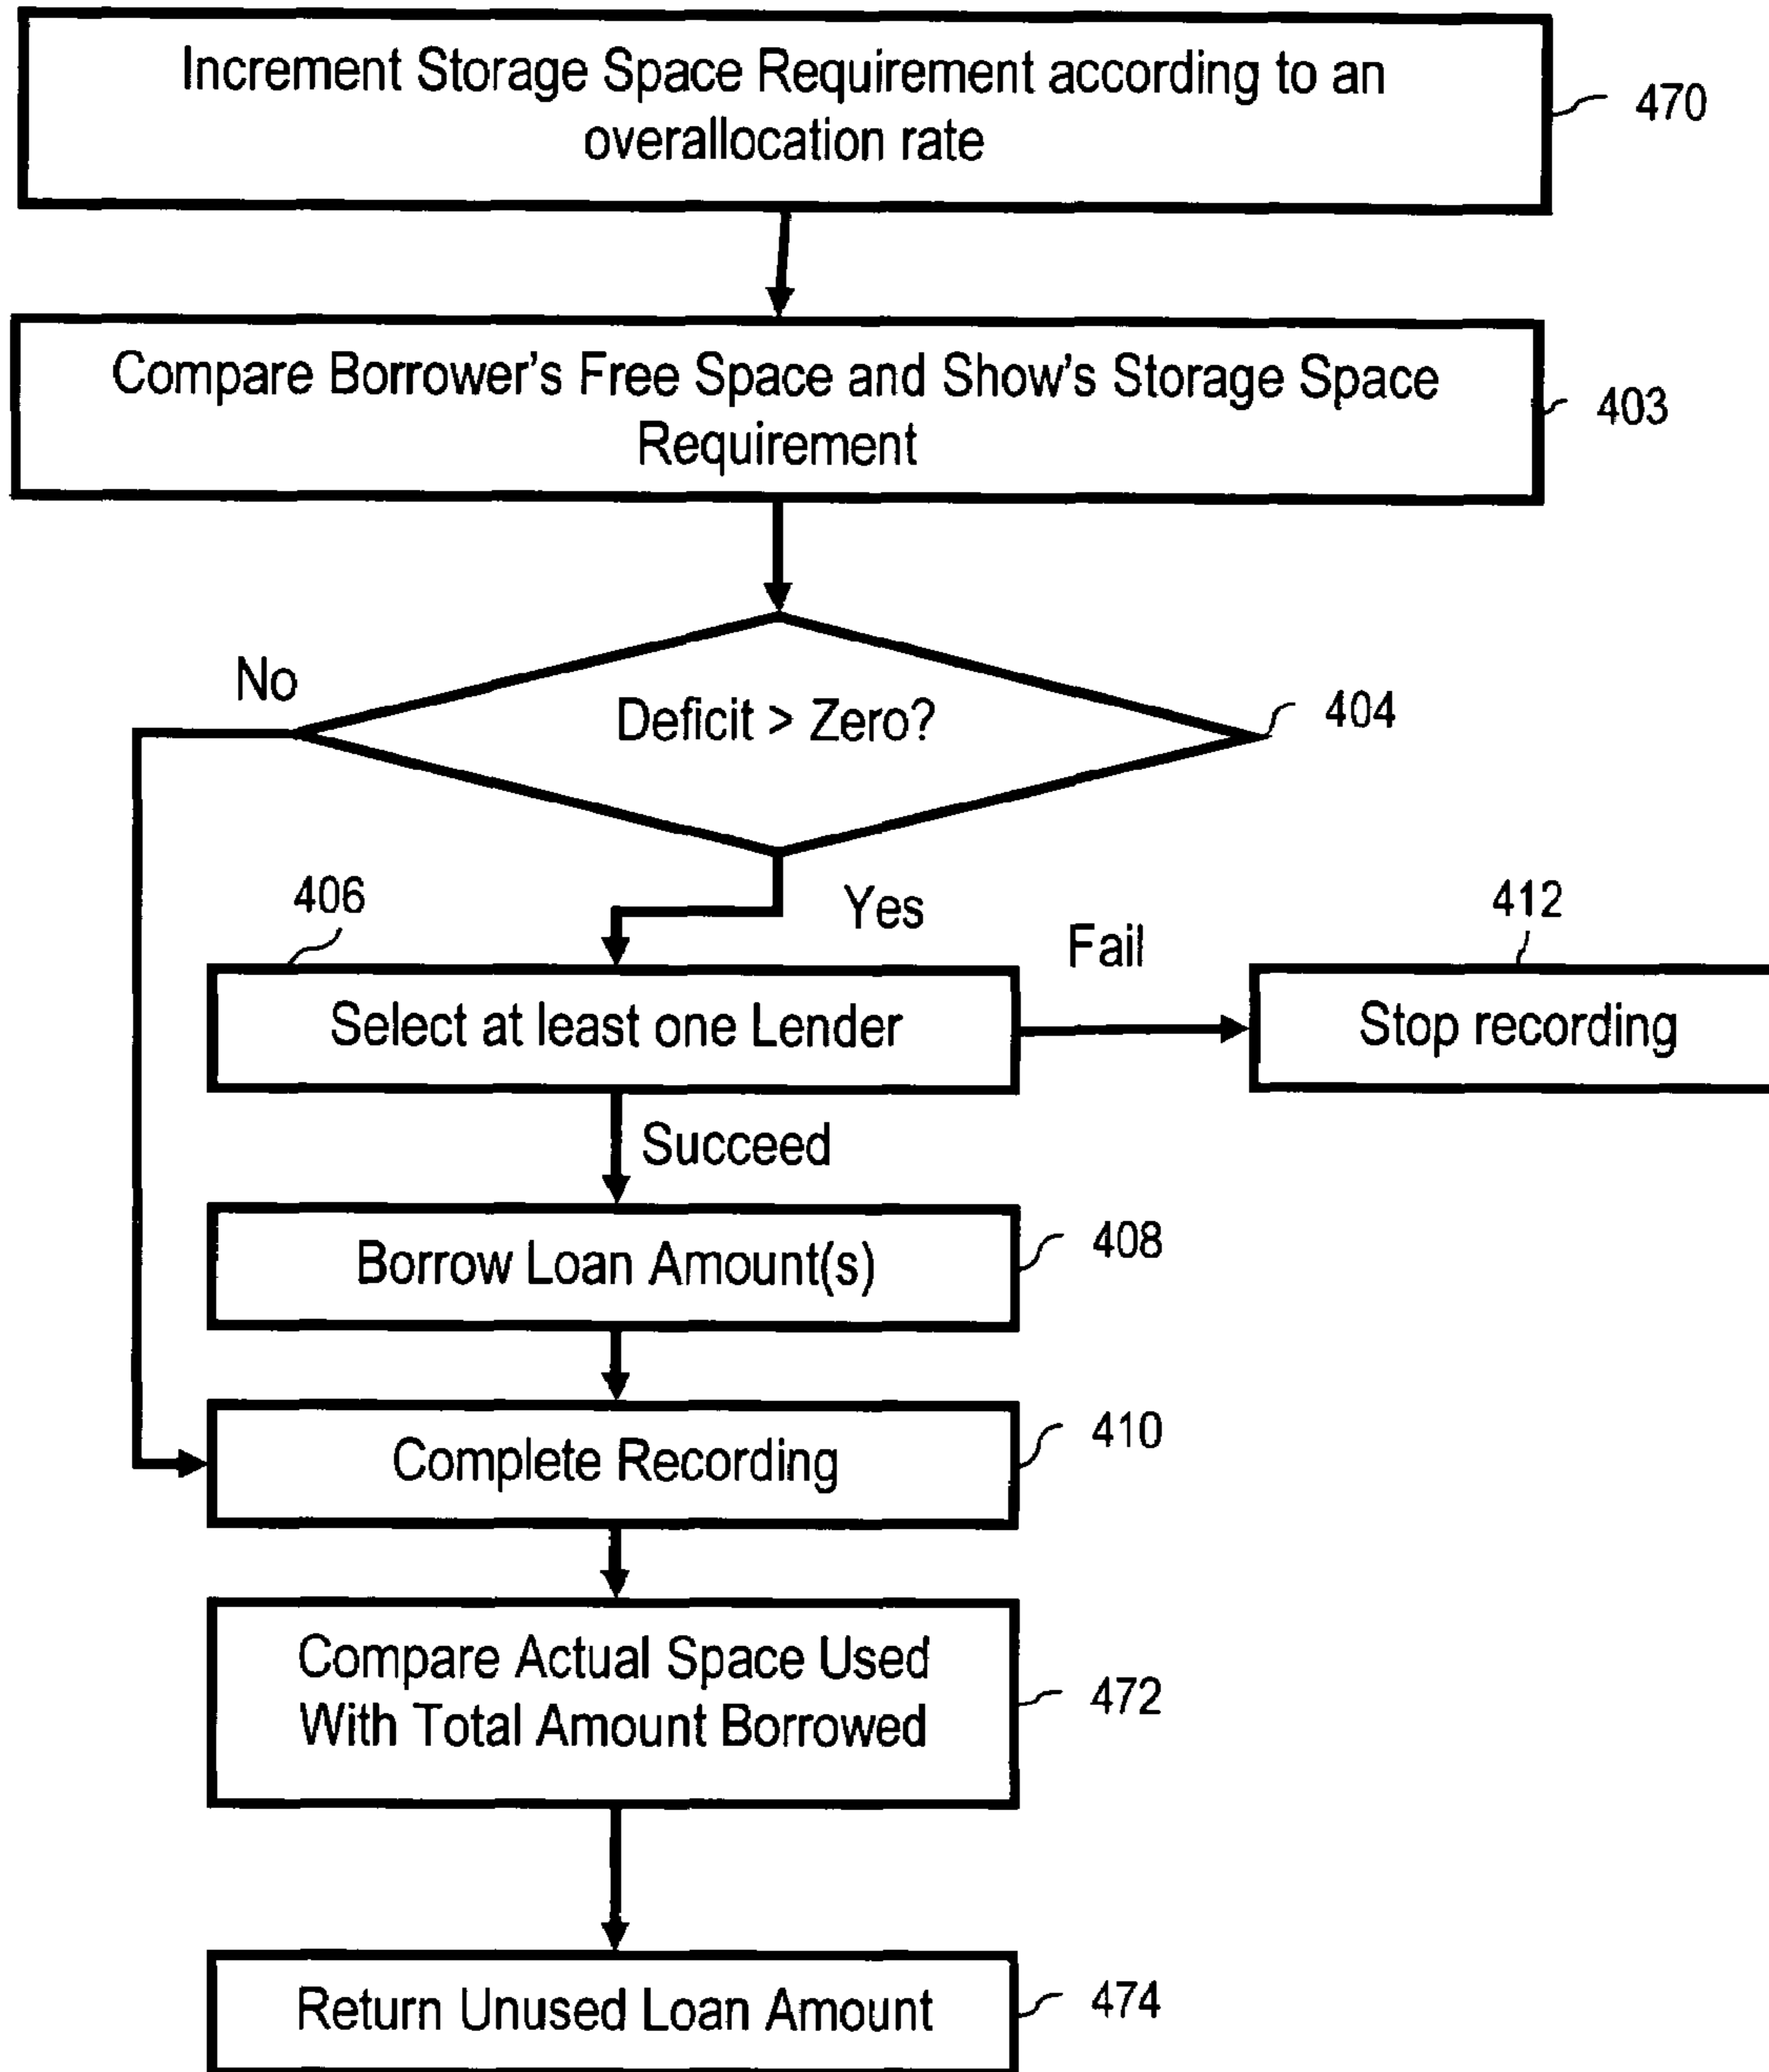 Increment Storage Space Requirement according to an
overallocation rate
470
Compare Borrower's Free Space and Show's Storage Space
Requirement
403
No
Deficit > Zero?
404
406
Yes
Fail
412
Select at least one Lender
Stop recording
Succeed
Borrow Loan Amount(s)
408
Complete Recording
410
Compare Actual Space Used
With Total Amount Borrowed
472
Return Unused Loan Amount
474